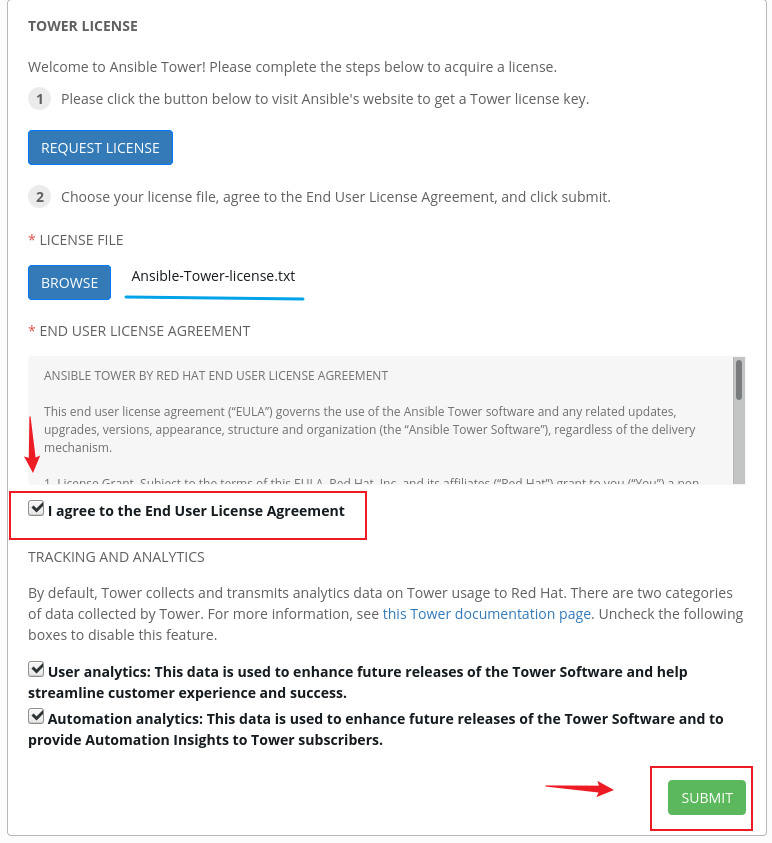 TOWER LICENSE
Welcome to Ansible Tower! Please complete the steps below to acquire a license.
1 Please click the button below to visit Ansible's website to get a Tower license key.
REQUEST LICENSE
2 Choose your license file, agree to the End User License Agreement, and click submit.
* LICENSE FILE
BROWSE Ansible-Tower-license.txt
* END USER LICENSE AGREEMENT
ANSIBLE TOWER BY RED HAT END USER LICENSE AGREEMENT
This end user license agreement (“EULA”) governs the use of the Ansible Tower software and any related updates,
upgrades, versions, appearance, structure and organization (the “Ansible Tower Software”), regardless of the delivery
mechanism.
1. License Grant. Subject to the terms of this EULA, Red Hat, Inc. and its affiliates (“Red Hat”) grant to you (“You”) a non-
I agree to the End User License Agreement
TRACKING AND ANALYTICS
By default, Tower collects and transmits analytics data on Tower usage to Red Hat. There are two categories
of data collected by Tower. For more information, see this Tower documentation page. Uncheck the following
boxes to disable this feature.
User analytics: This data is used to enhance future releases of the Tower Software and help
streamline customer experience and success.
Automation analytics: This data is used to enhance future releases of the Tower Software and to
provide Automation Insights to Tower subscribers.
SUBMIT